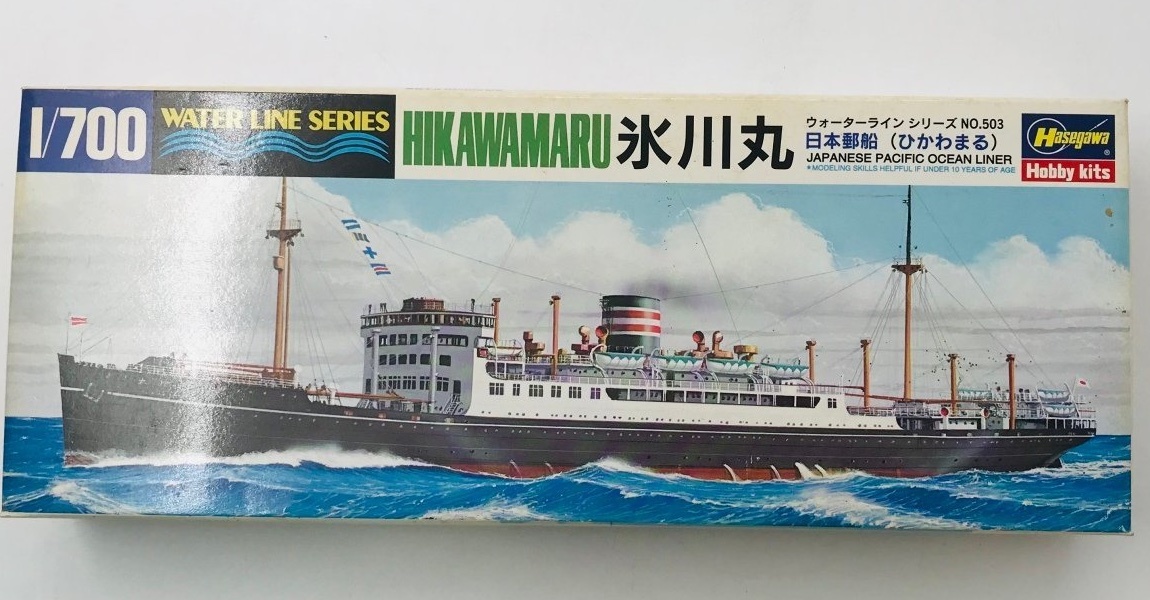 1/700
WATER LINE SERIES
HIKAWAMARU 氷川丸
ウォーターライン シリーズ NO.503
日本郵船（ひかわまる）
JAPANESE PACIFIC OCEAN LINER
*MODELING SKILLS HELPFUL IF UNDER 10 YEARS OF AGE
Hasegawa®
Hobby kits